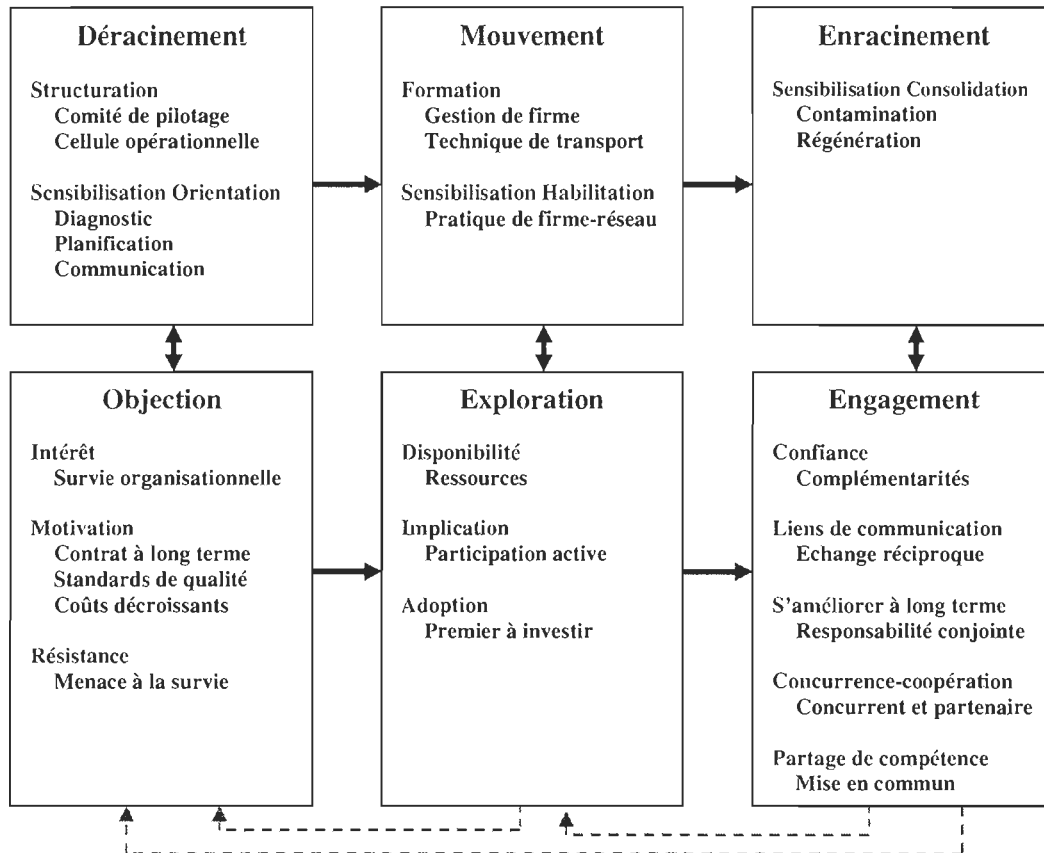 Déracinement
Structuration
Comité de pilotage
Cellule opérationnelle
Sensibilisation Orientation
Diagnostic
Planification
Communication
Mouvement
Formation
Gestion de firme
Technique de transport
Sensibilisation Habilitation
Pratique de firme-réseau
Enracinement
Sensibilisation Consolidation
Contamination
Régénération
Objection
Intérêt
Survie organisationnelle
Motivation
Contrat à long terme
Standards de qualité
Coûts décroissants
Résistance
Menace à la survie
Exploration
Disponibilité
Ressources
Implication
Participation active
Adoption
Premier à investir
Engagement
Confiance
Complémentarités
Liens de communication
Echange réciproque
S'améliorer à long terme
Responsabilité conjointe
Concurrence-coopération
Concurrent et partenaire
Partage de compétence
Mise en commun